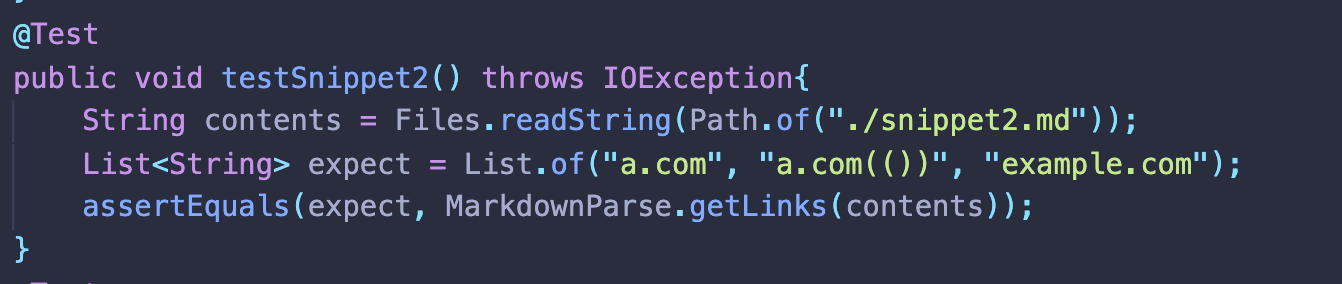 @Test
public void testSnippet2() throws IOException{
    String contents = Files.readString(Path.of("./snippet2.md"));
    List<String> expect = List.of("a.com", "a.com(())", "example.com");
    assertEquals(expect, MarkdownParse.getLinks(contents));
}